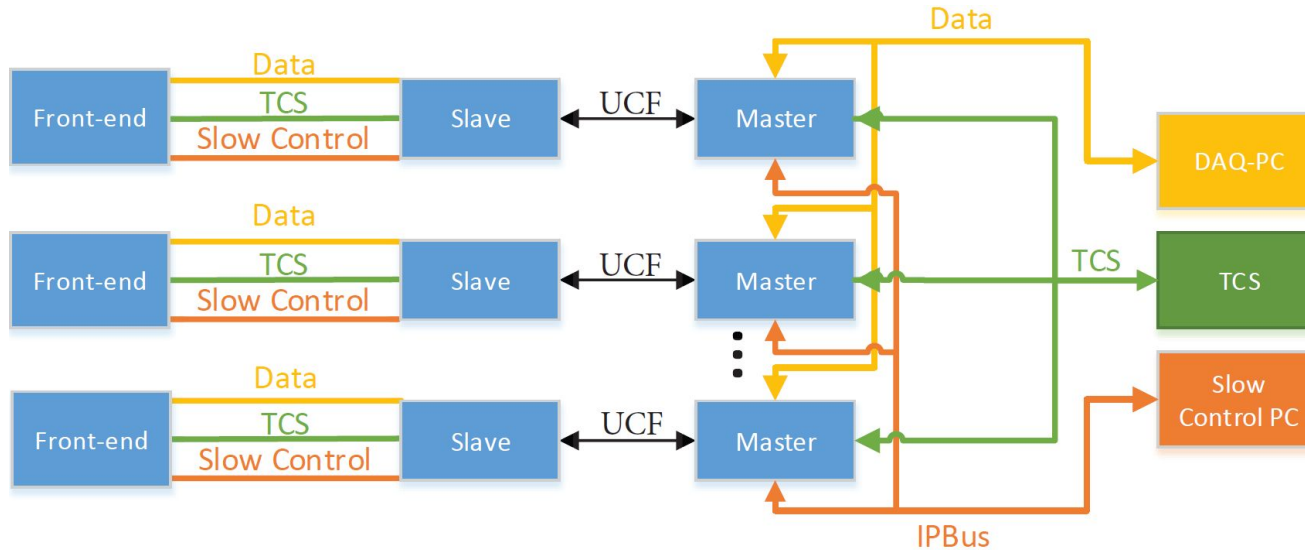 Data
Data
TCS
Slow Control
Front-end
Slave
UCF
Master
DAQ-PC
Data
TCS
Slow Control
Front-end
Slave
UCF
Master
TCS
TCS
Data
TCS
Slow Control
Front-end
Slave
UCF
Master
Slow
Control PC
IPBus